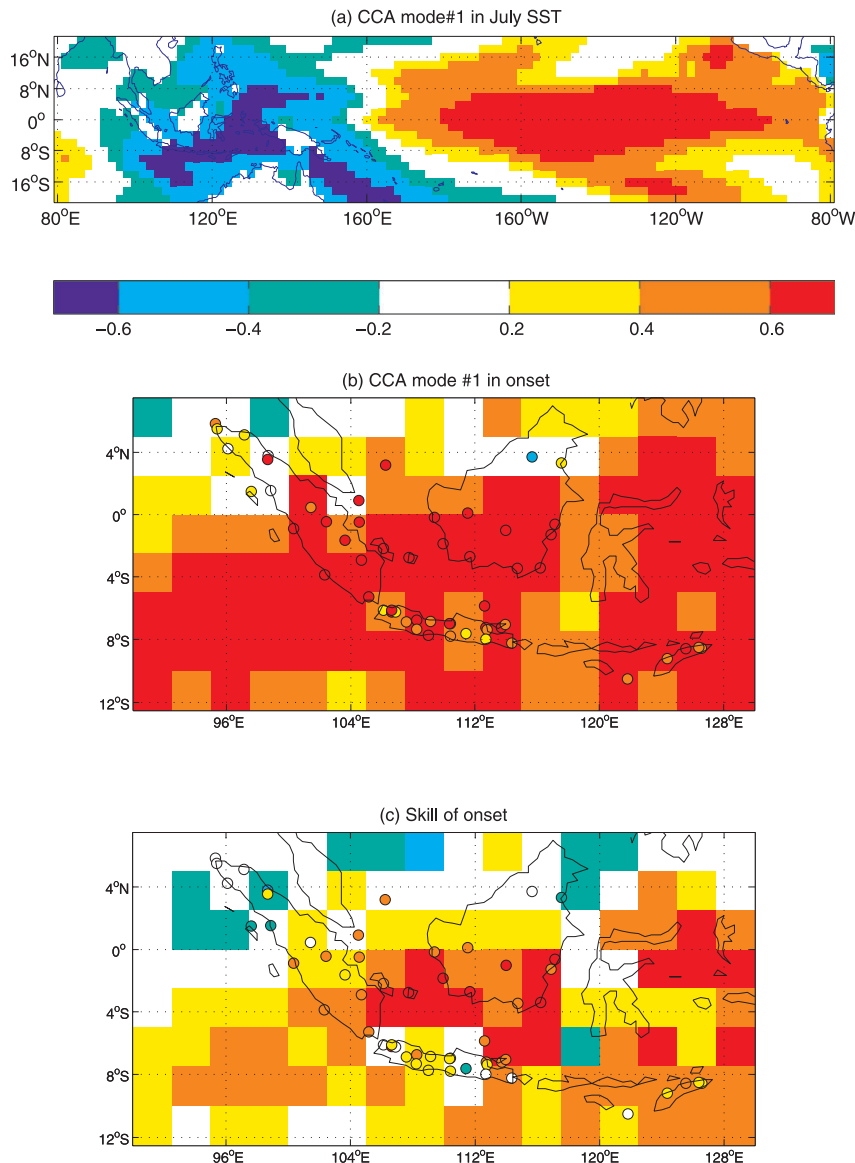 (a) CCA mode#1 in July SST
16°N
8°N
0°
8°S
16°S
80°E 120°E 160°E 160°W 120°W 80°W
−0.6 −0.4 −0.2 0.2 0.4 0.6
(b) CCA mode #1 in onset
4°N
0°
4°S
8°S
12°S
96°E 104°E 112°E 120°E 128°E
(c) Skill of onset
4°N
0°
4°S
8°S
12°S
96°E 104°E 112°E 120°E 128°E